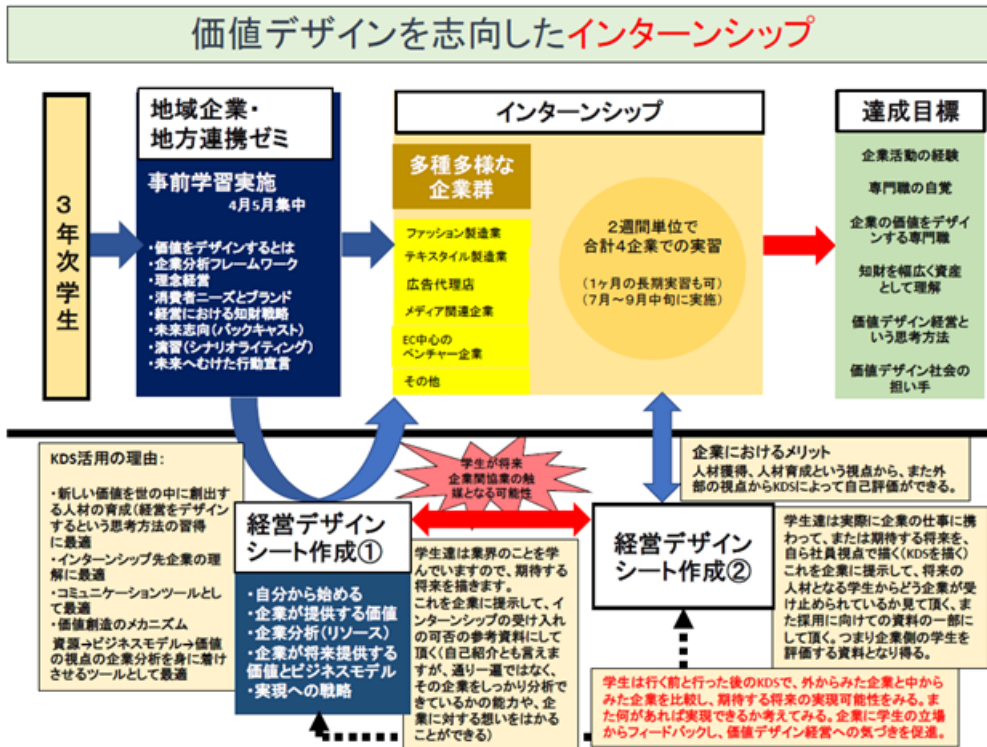 価値デザインを志向したインターンシップ
3年次学生
地域企業・
地方連携ゼミ
事前学習実施
4月5月集中
・価値をデザインするとは
・企業分析フレームワーク
・理念経営
・消費者ニーズとブランド
・経営における知財戦略
・未来志向(バックキャスト)
・演習(シナリオライティング)
・未来へむけた行動宣言
インターンシップ
多種多様な
企業群
ファッション製造業
テキスタイル製造業
広告代理店
メディア関連企業
EC中心の
ベンチャー企業
その他
2週間単位で
合計4企業での実習
(1ヶ月の長期実習も可)
(7月～9月中旬に実施)
達成目標
企業活動の経験
専門職の自覚
企業の価値をデザイ
ンする専門職
知財を幅広く資産
として理解
価値デザイン経営と
いう思考方法
価値デザイン社会の
担い手
KDS活用の理由:
・新しい価値を世の中に創出す
る人材の育成(経営をデザイン
するという思考方法の習得
に最適
・インターンシップ先企業の理
解に最適
・コミュニケーションツールとし
て最適
・価値創造のメカニズム
資源→ビジネスモデル→価値
の視点の企業分析を身に着け
させるツールとして最適
学生が将来
企業間協業の触
媒となる可能性
経営デザイン
シート作成①
・自分から始める
・企業が提供する価値
・企業分析(リソース)
・企業が将来提供する
価値とビジネスモデル
・実現への戦略
学生達は業界のことを学
んでいますので、期待する
将来を描きます。
これを企業に提示して、イ
ンターンシップの受け入れ
の可否の参考資料にして
頂く(自己紹介とも言えま
すが、通り一遍ではなく、
その企業をしっかり分析で
きているかの能力や、企
業に対する想いをはかる
ことができる)
経営デザイン
シート作成②
企業におけるメリット
人材獲得、人材育成という視点から、また外
部の視点からKDSによって自己評価ができる。
学生達は実際に企業の仕事に携
わって、または期待する将来を、
自ら社員視点で描く(KDSを描く)
これを企業に提示して、将来の
人材となる学生からどう企業が
受け止められているか見て頂く、ま
た採用に向けての資料の一部に
して頂く。つまり企業側の学生を
評価する資料となり得る。
学生は行く前と行った後のKDSで、外からみた企業と中から
みた企業を比較し、期待する将来の実現可能性をみる。ま
た何があれば実現できるか考えてみる。企業に学生の立場
からフィードバックし、価値デザイン経営への気づきを促進。